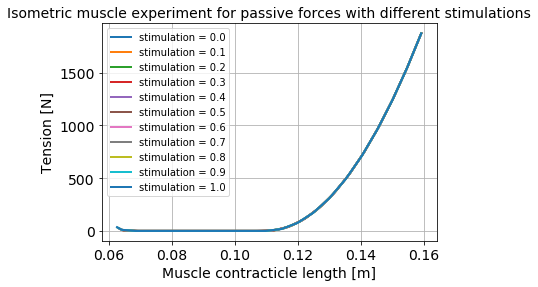 Isometric muscle experiment for passive forces with different stimulations
stimulation = 0.0
stimulation = 0.1
stimulation = 0.2
stimulation = 0.3
stimulation = 0.4
stimulation = 0.5
stimulation = 0.6
stimulation = 0.7
stimulation = 0.8
stimulation = 0.9
stimulation = 1.0
Tension [N]
1500
1000
500
0
0.06 0.08 0.10 0.12 0.14 0.16
Muscle contracticle length [m]